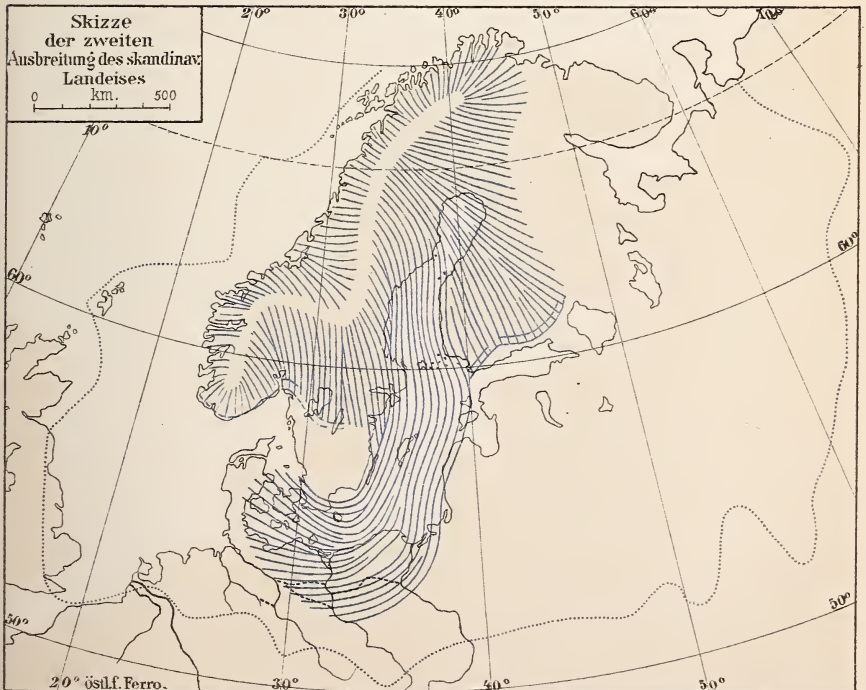 Skizze
der zweiten
Ausbreitung des skandinav.
Landeises
0 km. 500
20° 30° 40° 50° 60° 70°
10°
60° 60°
50° 50°
20° östl.f. Ferro. 30° 40° 50°